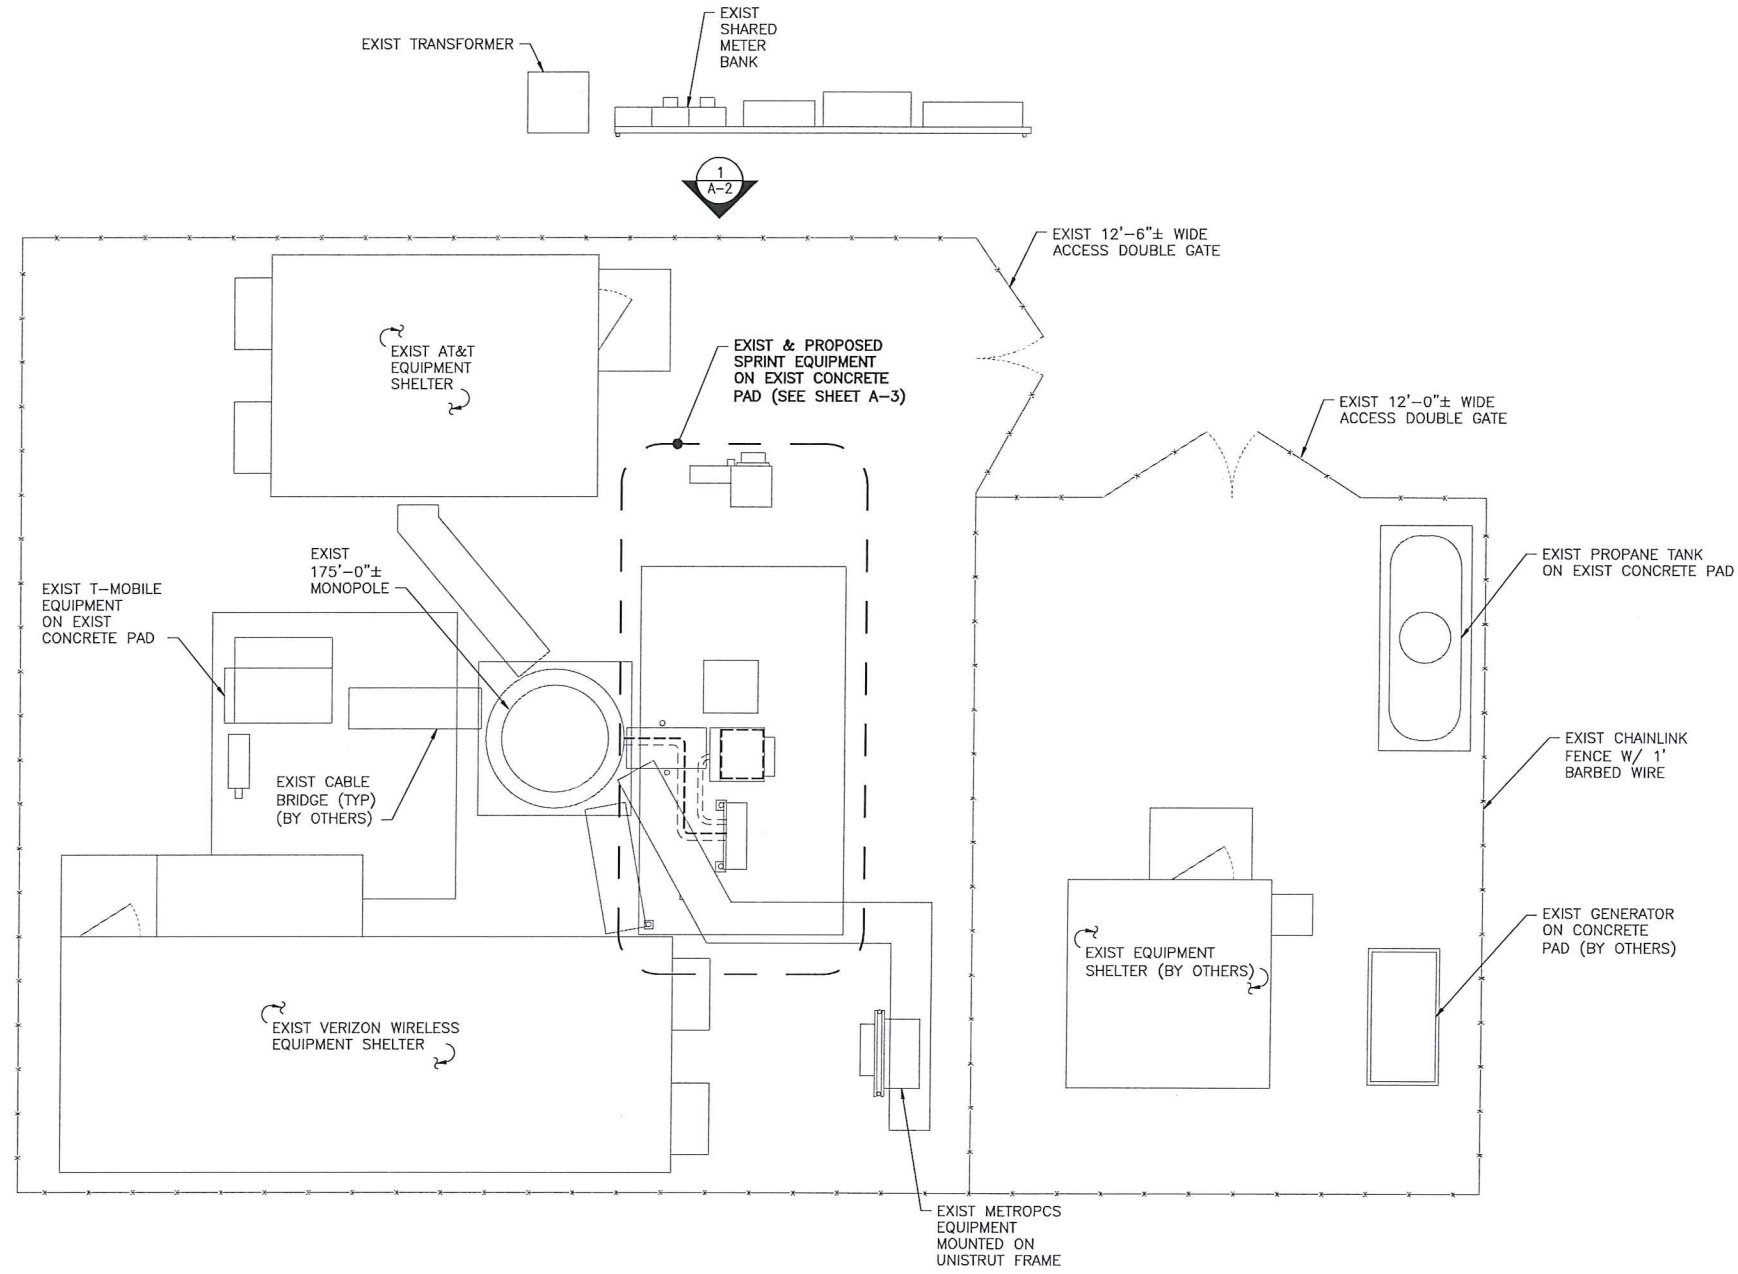 EXIST TRANSFORMER
EXIST
SHARED
METER
BANK
1
A-2
EXIST 12'-6"± WIDE
ACCESS DOUBLE GATE
EXIST AT&T
EQUIPMENT
SHELTER
EXIST & PROPOSED
SPRINT EQUIPMENT
ON EXIST CONCRETE
PAD (SEE SHEET A-3)
EXIST 12'-0"± WIDE
ACCESS DOUBLE GATE
EXIST
175'-0"±
MONOPOLE
EXIST T-MOBILE
EQUIPMENT
ON EXIST
CONCRETE PAD
EXIST PROPANE TANK
ON EXIST CONCRETE PAD
EXIST CABLE
BRIDGE (TYP)
(BY OTHERS)
EXIST CHAINLINK
FENCE W/ 1'
BARBED WIRE
EXIST GENERATOR
ON CONCRETE
PAD (BY OTHERS)
EXIST EQUIPMENT
SHELTER (BY OTHERS)
EXIST VERIZON WIRELESS
EQUIPMENT SHELTER
EXIST METROPCS
EQUIPMENT
MOUNTED ON
UNISTRUT FRAME